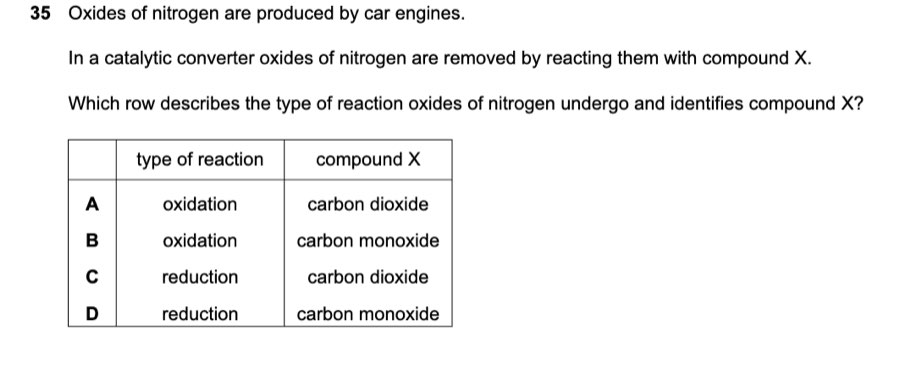 35 Oxides of nitrogen are produced by car engines.
In a catalytic converter oxides of nitrogen are removed by reacting them with compound X.
Which row describes the type of reaction oxides of nitrogen undergo and identifies compound X?
type of reaction compound X
A oxidation carbon dioxide
B oxidation carbon monoxide
C reduction carbon dioxide
D reduction carbon monoxide